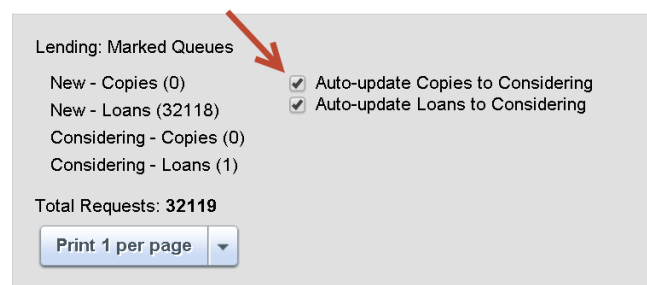 Lending: Marked Queues
New - Copies (0)
Auto-update Copies to Considering
New - Loans (32118)
Auto-update Loans to Considering
Considering - Copies (0)
Considering - Loans (1)
Total Requests: 32119
Print 1 per page